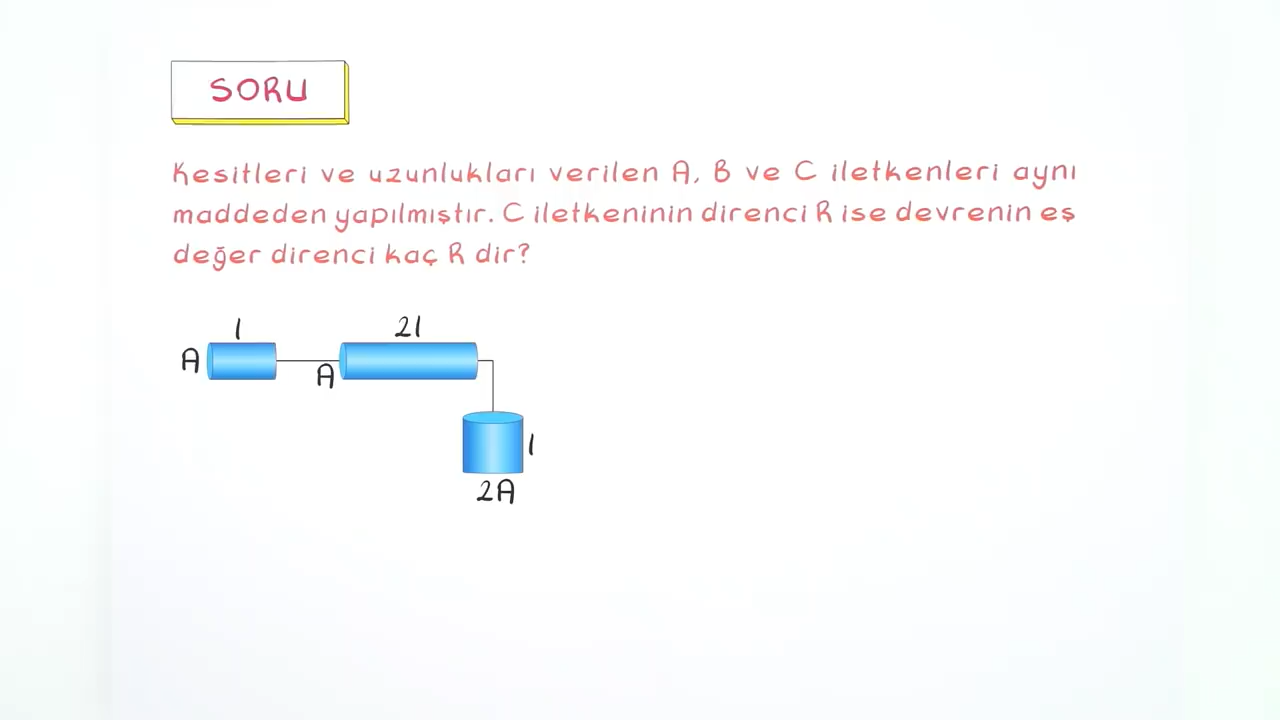 SORU
Kesitleri ve uzunlukları verilen A, B ve C iletkenleri aynı
maddeden yapılmıştır. C iletkeninin direnci R ise devrenin eş
değer direnci kaç R dir?
l
2l
A
A
l
2A